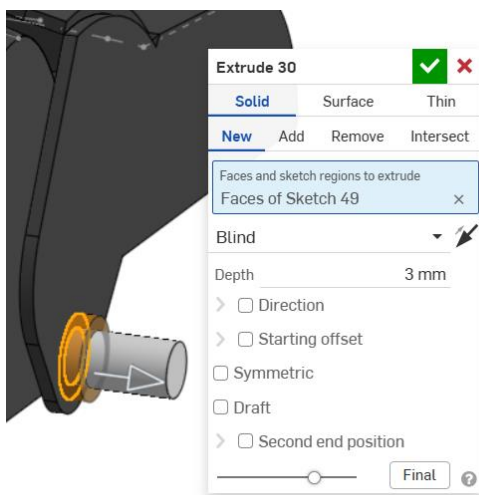 Extrude 30
Solid Surface Thin
New Add Remove Intersect
Faces and sketch regions to extrude
Faces of Sketch 49
Blind
Depth 3 mm
Direction
Starting offset
Symmetric
Draft
Second end position
Final